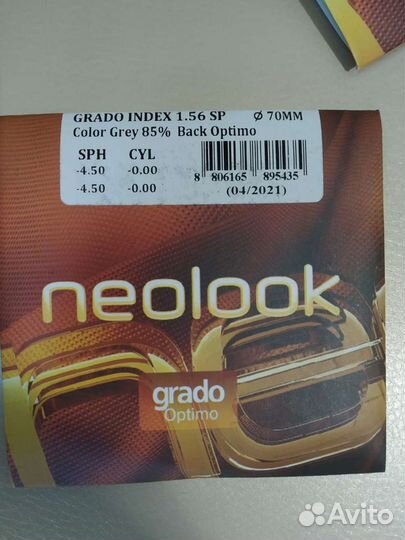 GRADO INDEX 1.56 SP Ø 70MM
Color Grey 85% Back Optimo
SPH CYL
-4.50 -0.00
-4.50 -0.00
8 806165 895435
(04/2021)
neolook
grado
Optimo
Avito